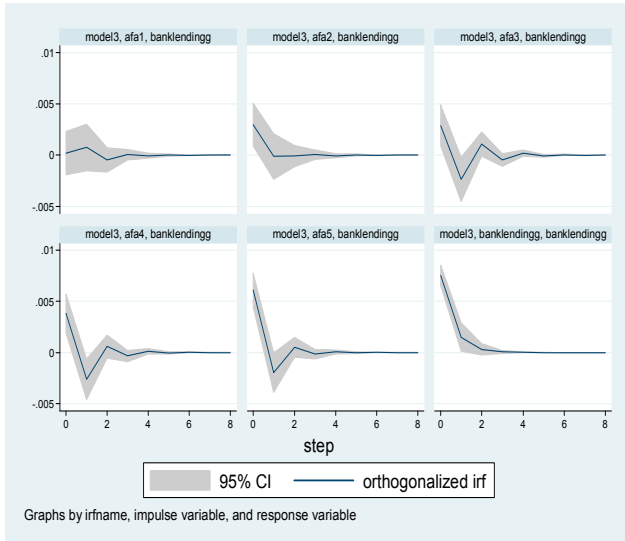 model3, afa1, banklendingg
model3, afa2, banklendingg
model3, afa3, banklendingg
.01
.005
0
-.005
model3, afa4, banklendingg
model3, afa5, banklendingg
model3, banklendingg, banklendingg
.01
.005
0
-.005
0 2 4 6 8
0 2 4 6 8
0 2 4 6 8
step
95% CI
orthogonalized irf
Graphs by irfname, impulse variable, and response variable